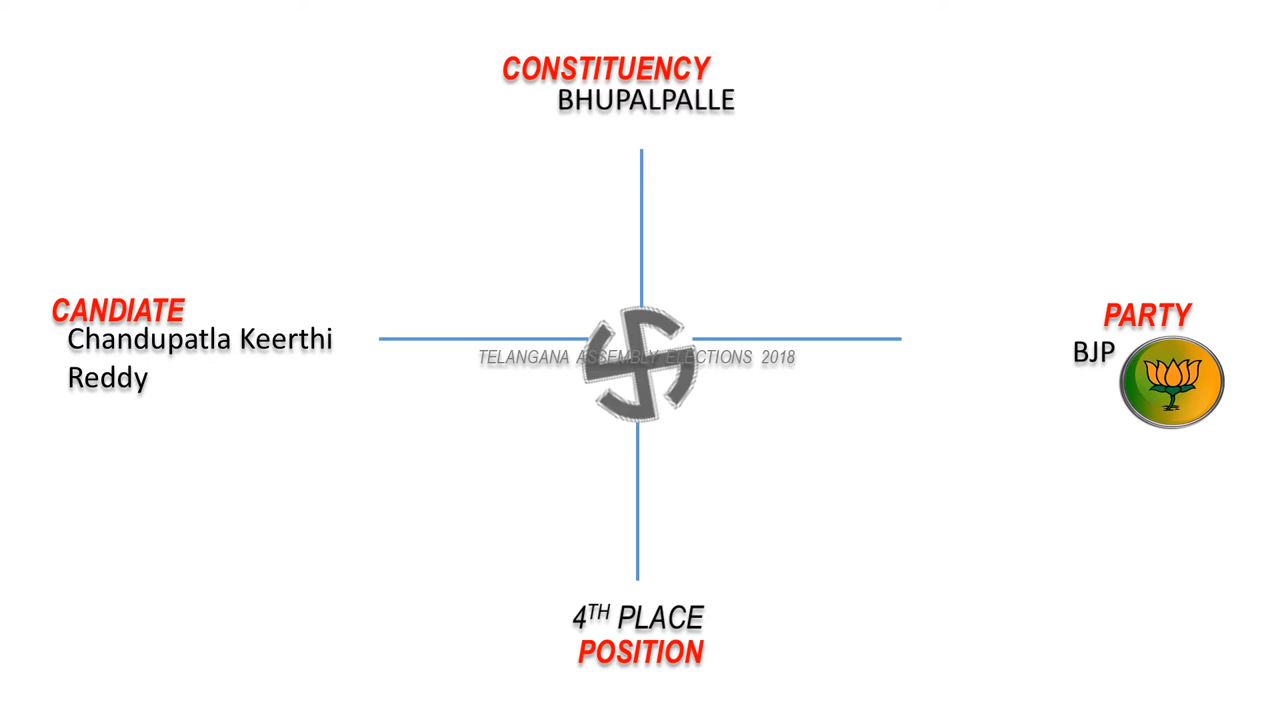 CONSTITUENCY
BHUPALPALLE
CANDIATE
Chandupatla Keerthi
Reddy
TELANGANA ASSEMBLY ELECTIONS 2018
PARTY
BJP
4TH PLACE
POSITION